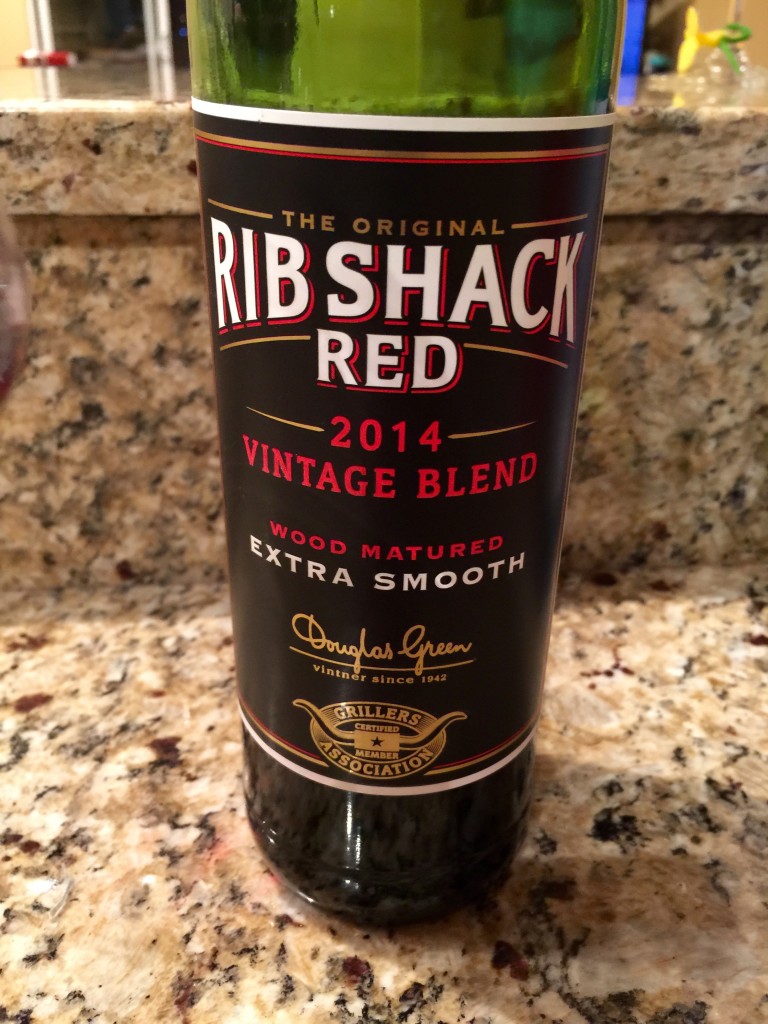 THE ORIGINAL
RIB SHACK
RED
2014
VINTAGE BLEND
WOOD MATURED
EXTRA SMOOTH
Douglas Green
vintner since 1942
GRILLERS
CERTIFIED
MEMBER
ASSOCIATION